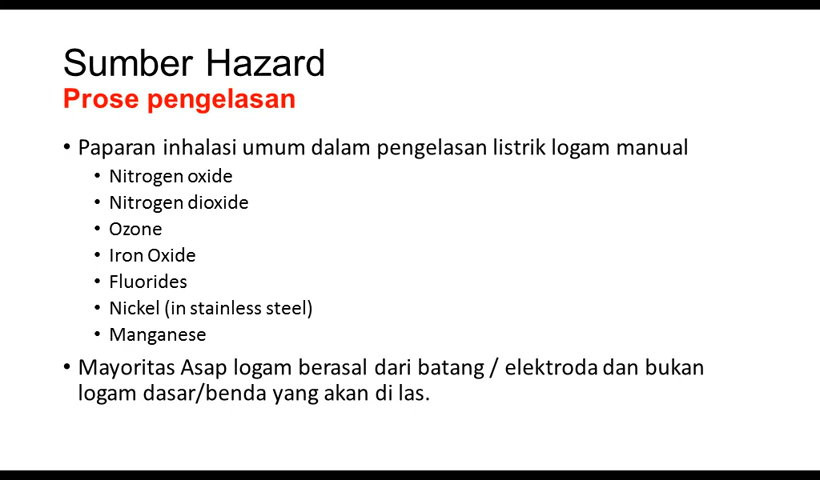 Sumber Hazard
Prose pengelasan
• Paparan inhalasi umum dalam pengelasan listrik logam manual
• Nitrogen oxide
• Nitrogen dioxide
• Ozone
• Iron Oxide
• Fluorides
• Nickel (in stainless steel)
• Manganese
• Mayoritas Asap logam berasal dari batang / elektroda dan bukan
logam dasar/benda yang akan di las.